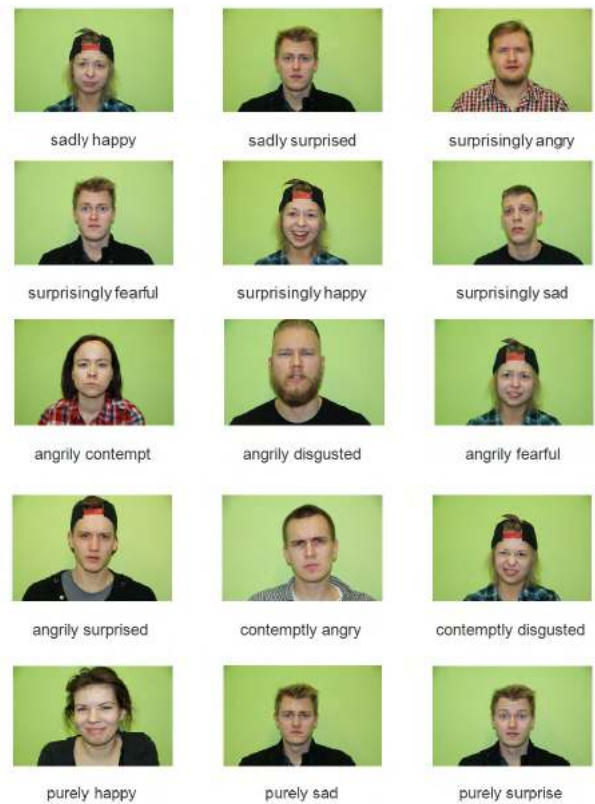 sadly happy
sadly surprised
surprisingly angry
surprisingly fearful
surprisingly happy
surprisingly sad
angrily contempt
angrily disgusted
angrily fearful
angrily surprised
contemptly angry
contemptly disgusted
purely happy
purely sad
purely surprise